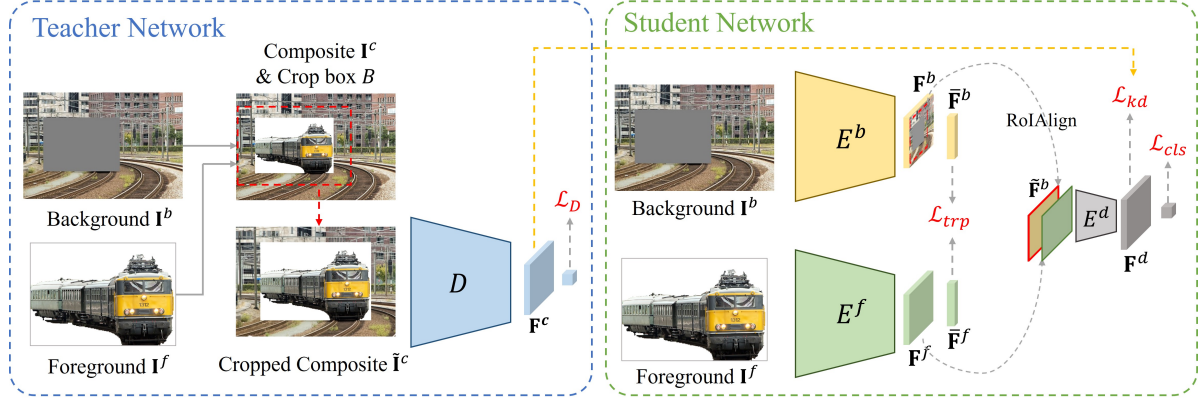 Teacher Network
Composite I^c
& Crop box B
Background I^b
Foreground I^f
Cropped Composite Ĩ^c
D
F^c
ℒ_D
Student Network
Background I^b
Foreground I^f
E^b
F^b
F̄^b
E^f
F^f
F̄^f
ℒ_trp
RoIAlign
F̃^b
E^d
F^d
ℒ_kd
ℒ_cls